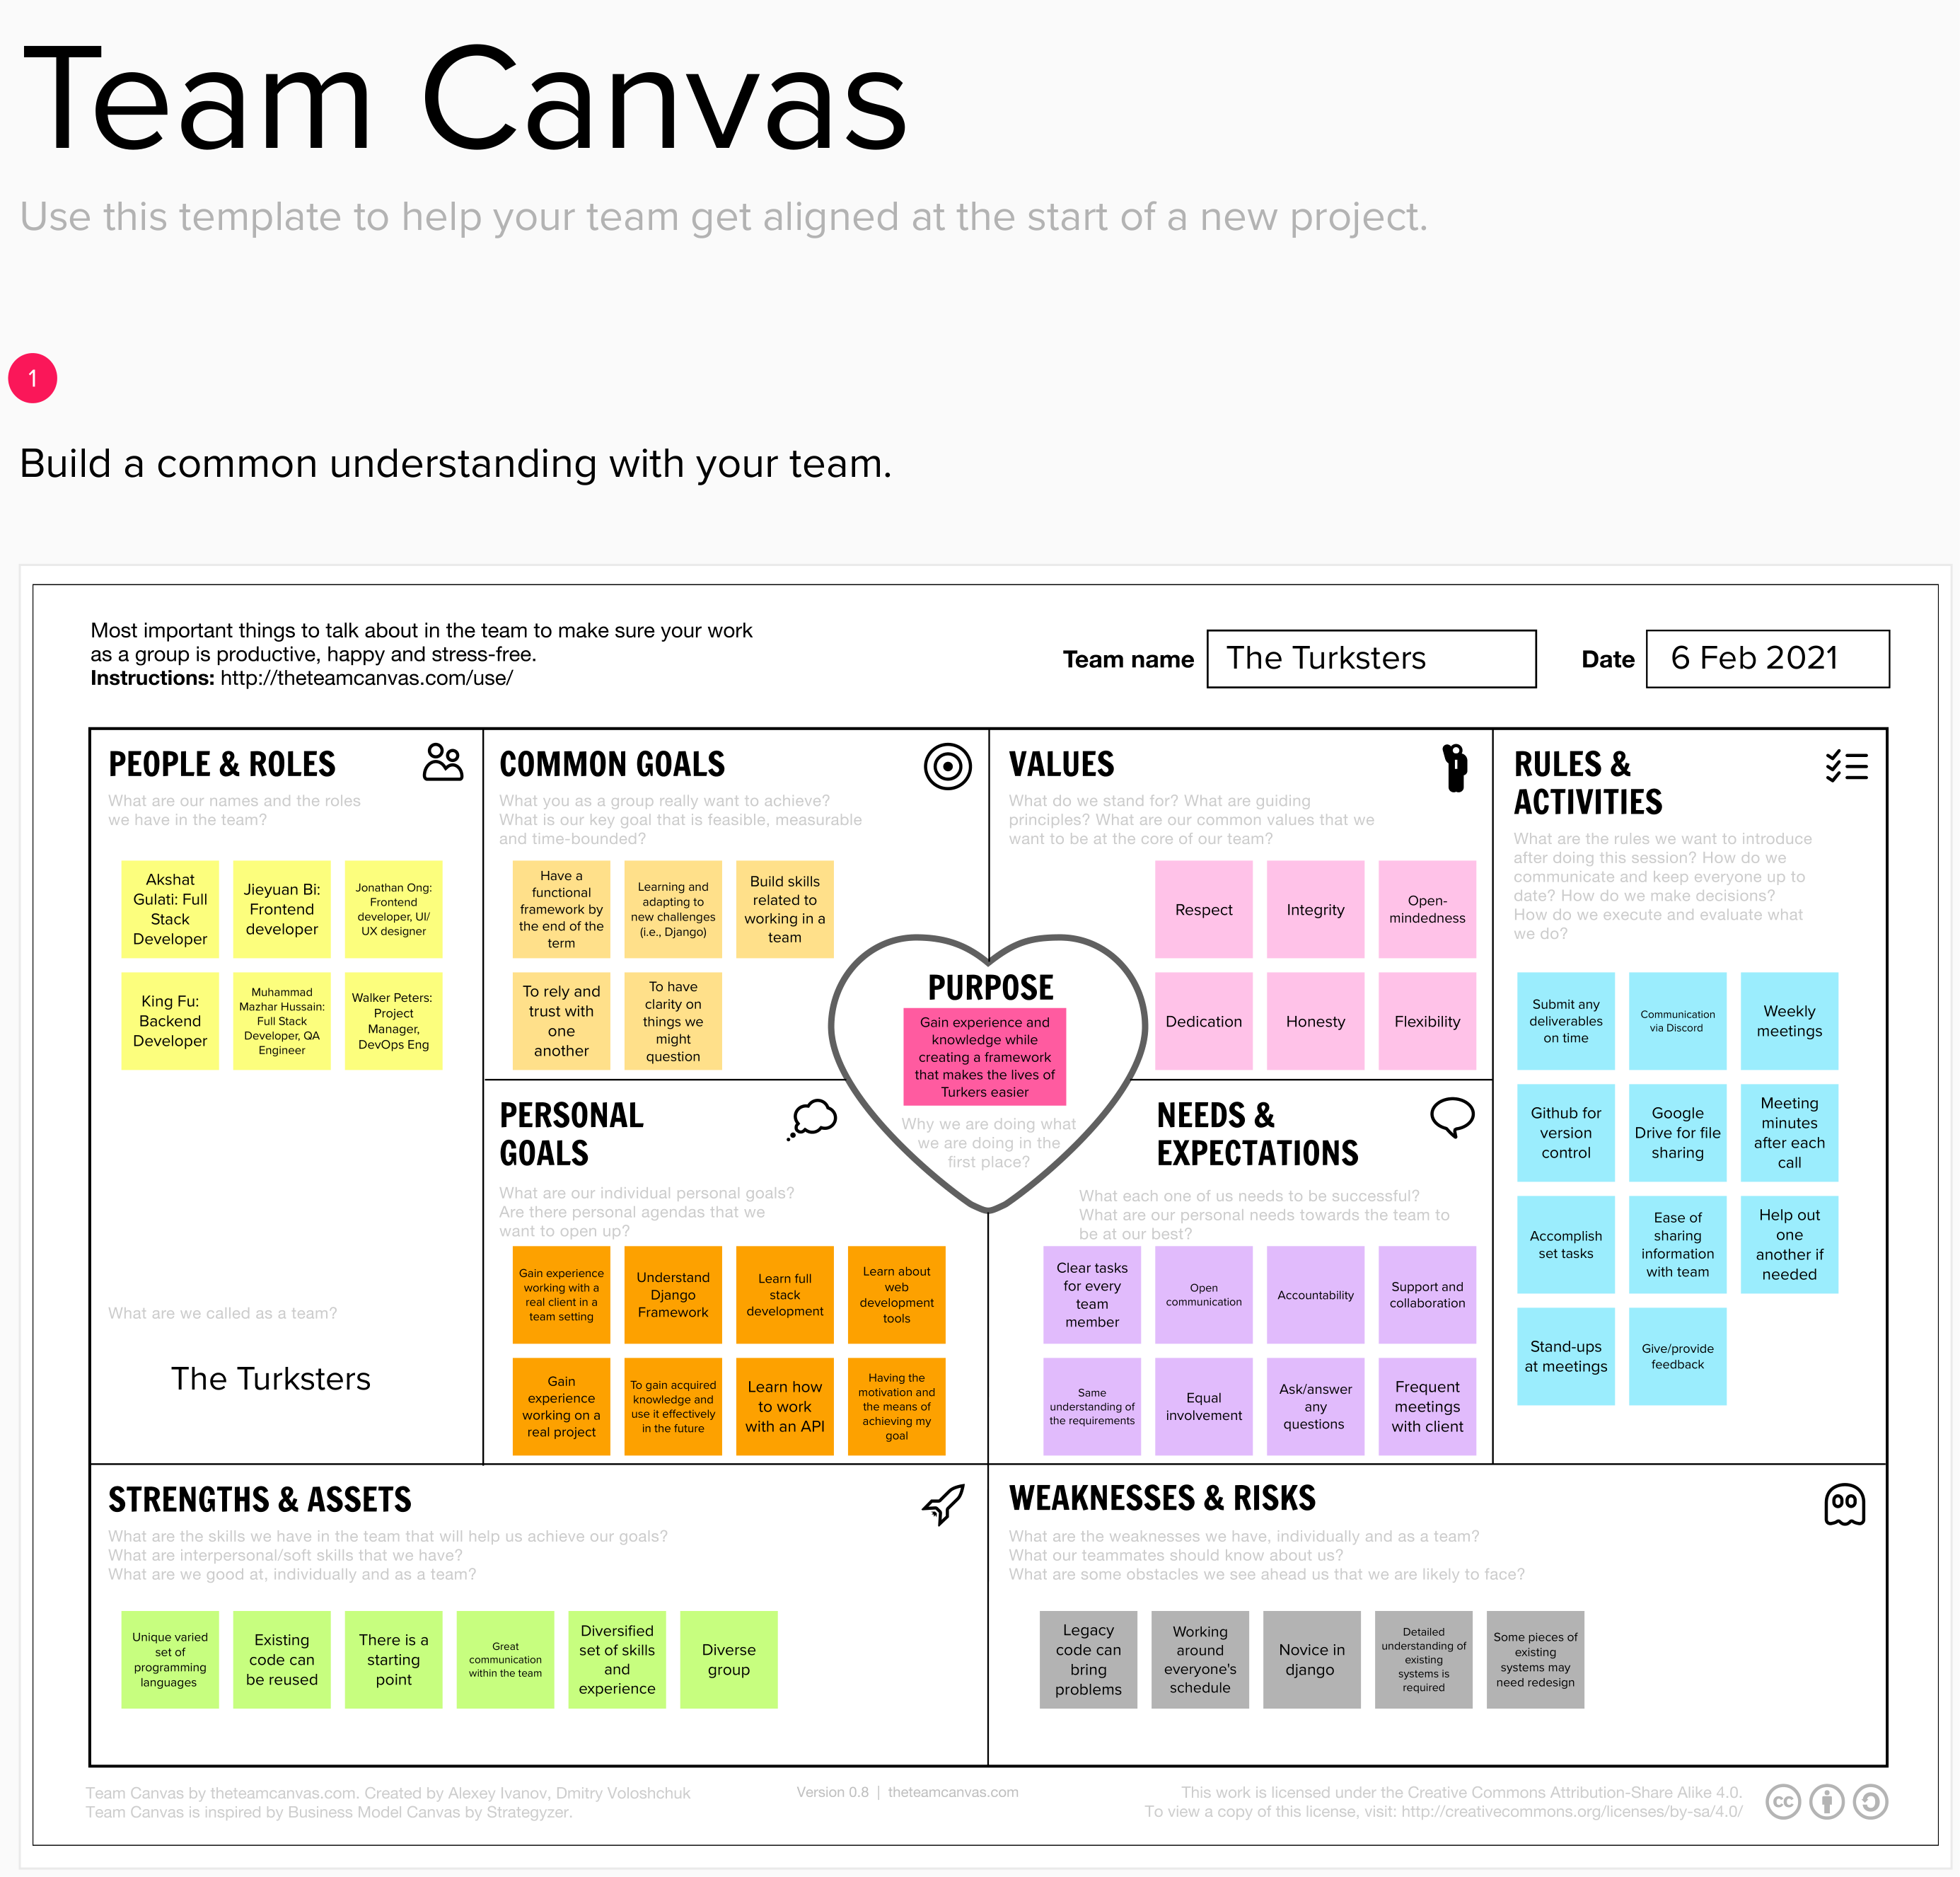 Team Canvas
Use this template to help your team get aligned at the start of a new project.
1
Build a common understanding with your team.
Most important things to talk about in the team to make sure your work
as a group is productive, happy and stress-free.
Instructions: http://theteamcanvas.com/use/
Team name
The Turksters
Date
6 Feb 2021
PEOPLE & ROLES
What are our names and the roles
we have in the team?
Akshat
Gulati: Full
Stack
Developer
Jieyuan Bi:
Frontend
developer
Jonathan Ong:
Frontend
developer, UI/
UX designer
King Fu:
Backend
Developer
Muhammad
Mazhar Hussain:
Full Stack
Developer, QA
Engineer
Walker Peters:
Project
Manager,
DevOps Eng
What are we called as a team?
The Turksters
COMMON GOALS
What you as a group really want to achieve?
What is our key goal that is feasible, measurable
and time-bounded?
Have a
functional
framework by
the end of the
term
Learning and
adapting to
new challenges
(i.e., Django)
Build skills
related to
working in a
team
To rely and
trust with
one
another
To have
clarity on
things we
might
question
PURPOSE
Gain experience and
knowledge while
creating a framework
that makes the lives of
Turkers easier
Why we are doing what
we are doing in the
first place?
VALUES
What do we stand for? What are guiding
principles? What are our common values that we
want to be at the core of our team?
Respect
Integrity
Open-
mindedness
Dedication
Honesty
Flexibility
PERSONAL
GOALS
What are our individual personal goals?
Are there personal agendas that we
want to open up?
Gain experience
working with a
real client in a
team setting
Understand
Django
Framework
Learn full
stack
development
Learn about
web
development
tools
Gain
experience
working on a
real project
To gain acquired
knowledge and
use it effectively
in the future
Learn how
to work
with an API
Having the
motivation and
the means of
achieving my
goal
NEEDS &
EXPECTATIONS
What each one of us needs to be successful?
What are our personal needs towards the team to
be at our best?
Clear tasks
for every
team
member
Open
communication
Accountability
Support and
collaboration
Same
understanding of
the requirements
Equal
involvement
Ask/answer
any
questions
Frequent
meetings
with client
RULES &
ACTIVITIES
What are the rules we want to introduce
after doing this session? How do we
communicate and keep everyone up to
date? How do we make decisions?
How do we execute and evaluate what
we do?
Submit any
deliverables
on time
Communication
via Discord
Weekly
meetings
Github for
version
control
Google
Drive for file
sharing
Meeting
minutes
after each
call
Accomplish
set tasks
Ease of
sharing
information
with team
Help out
one
another if
needed
Stand-ups
at meetings
Give/provide
feedback
STRENGTHS & ASSETS
What are the skills we have in the team that will help us achieve our goals?
What are interpersonal/soft skills that we have?
What are we good at, individually and as a team?
Unique varied
set of
programming
languages
Existing
code can
be reused
There is a
starting
point
Great
communication
within the team
Diversified
set of skills
and
experience
Diverse
group
WEAKNESSES & RISKS
What are the weaknesses we have, individually and as a team?
What our teammates should know about us?
What are some obstacles we see ahead us that we are likely to face?
Legacy
code can
bring
problems
Working
around
everyone's
schedule
Novice in
django
Detailed
understanding of
existing
systems is
required
Some pieces of
existing
systems may
need redesign
Team Canvas by theteamcanvas.com. Created by Alexey Ivanov, Dmitry Voloshchuk
Team Canvas is inspired by Business Model Canvas by Strategyzer.
Version 0.8 | theteamcanvas.com
This work is licensed under the Creative Commons Attribution-Share Alike 4.0.
To view a copy of this license, visit: http://creativecommons.org/licenses/by-sa/4.0/
cc